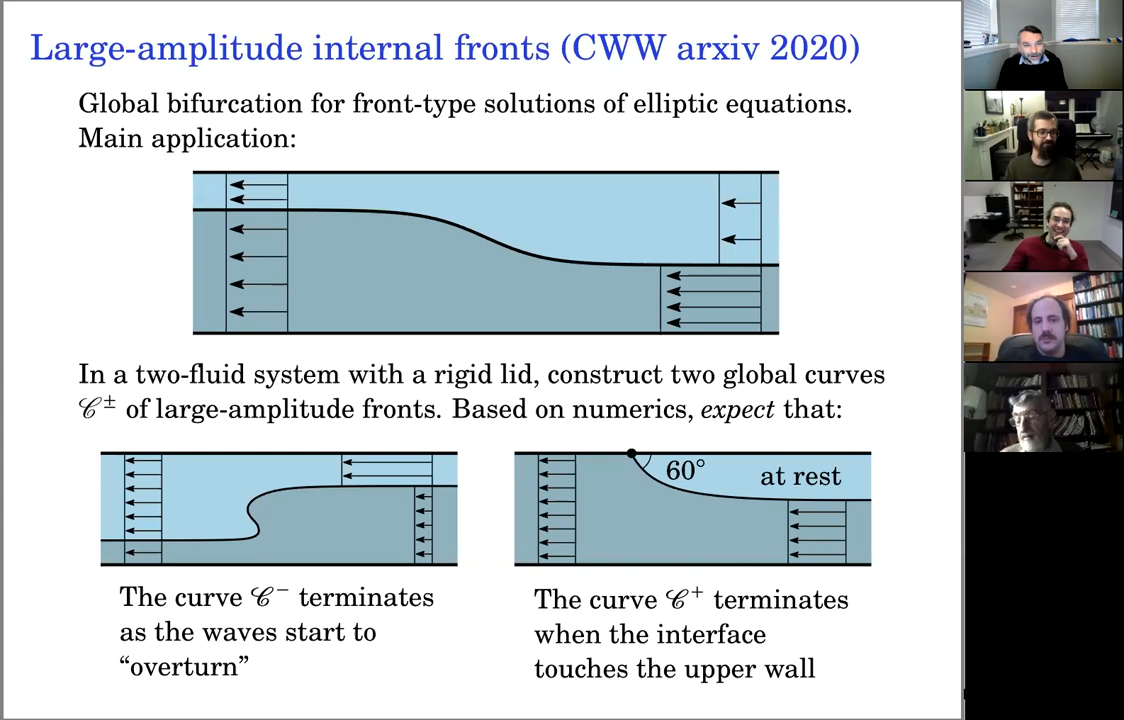 Large-amplitude internal fronts (CWW arxiv 2020)
Global bifurcation for front-type solutions of elliptic equations.
Main application:
In a two-fluid system with a rigid lid, construct two global curves
𝒞± of large-amplitude fronts. Based on numerics, expect that:
60°
at rest
The curve 𝒞⁻ terminates
as the waves start to
“overturn”
The curve 𝒞⁺ terminates
when the interface
touches the upper wall